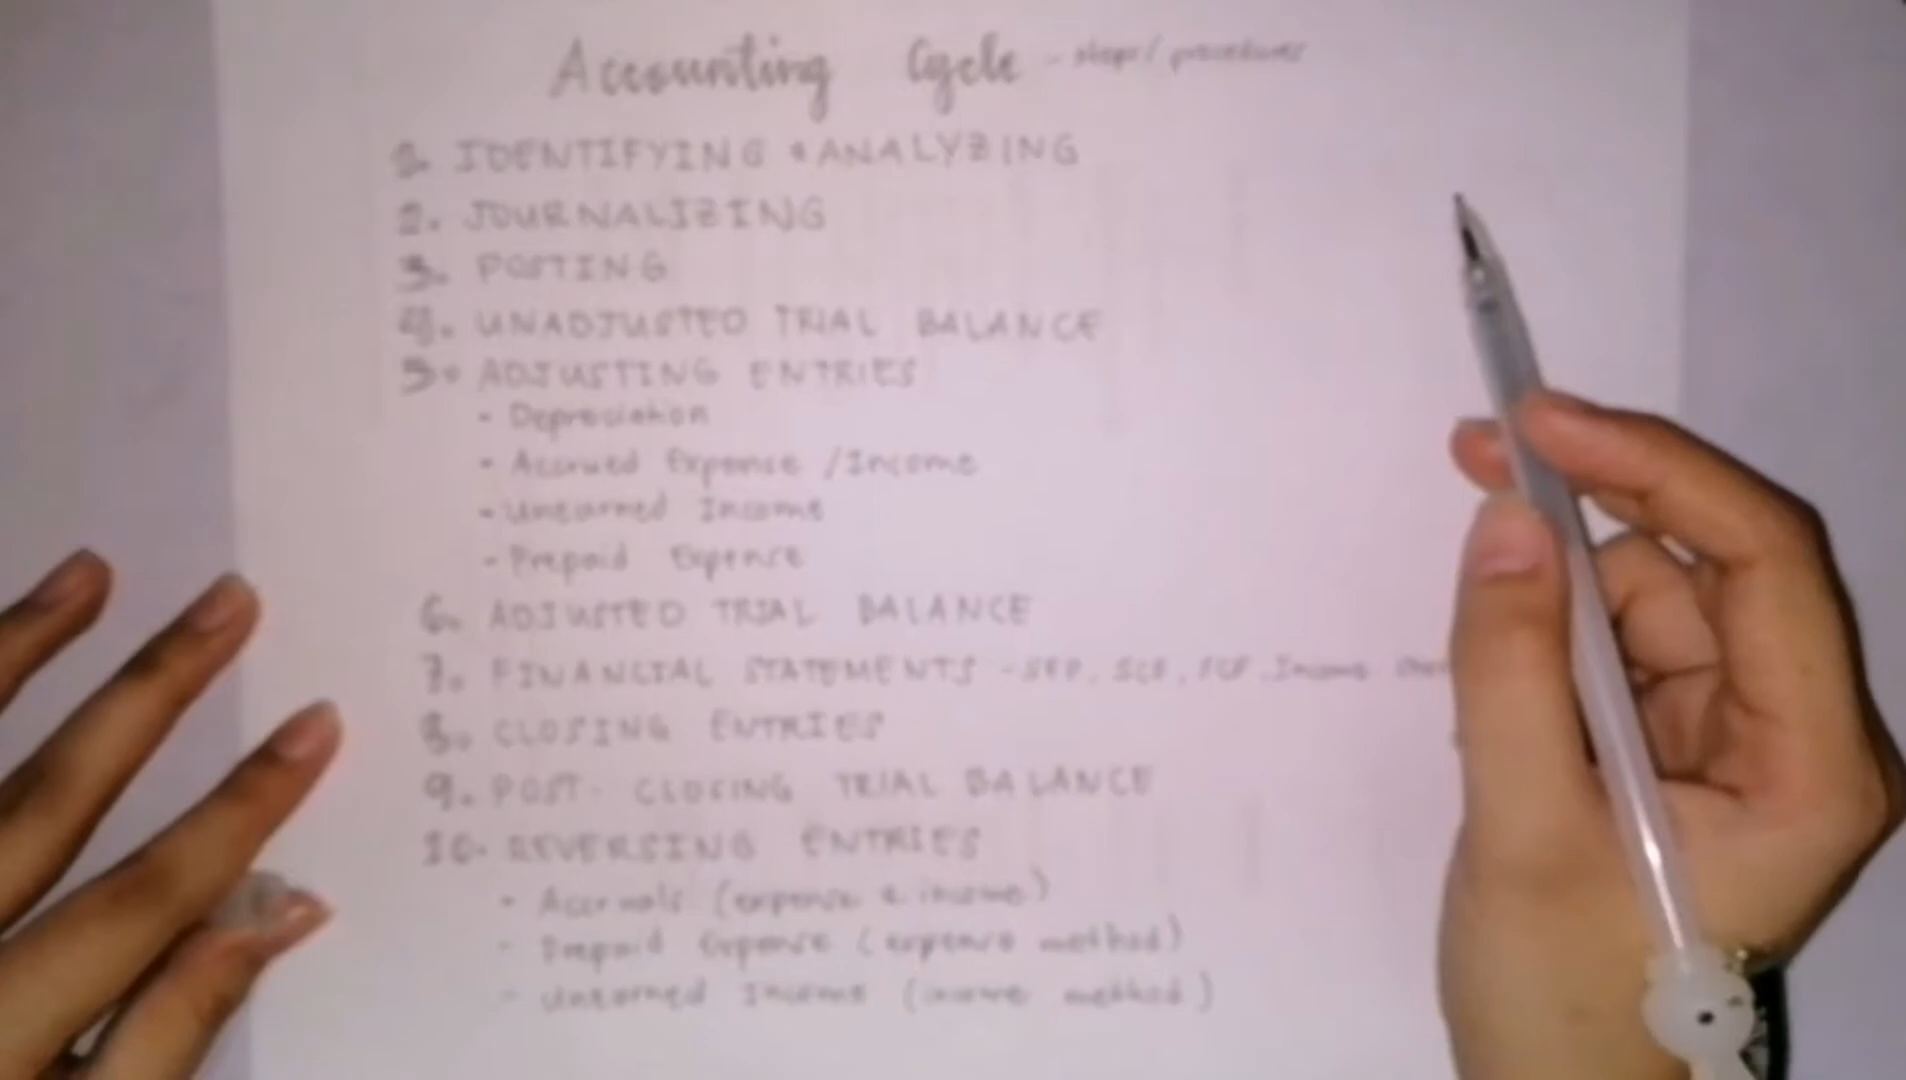 Accounting Cycle - steps / procedures
1. IDENTIFYING & ANALYZING
2. JOURNALIZING
3. POSTING
4. UNADJUSTED TRIAL BALANCE
5. ADJUSTING ENTRIES
- Depreciation
- Accrued Expense / Income
- Unearned Income
- Prepaid Expense
6. ADJUSTED TRIAL BALANCE
7. FINANCIAL STATEMENTS - SFP, SCE, SCF, Income
8. CLOSING ENTRIES
9. POST-CLOSING TRIAL BALANCE
10. REVERSING ENTRIES
- Accruals (expense & income)
- Prepaid Expense (expense method)
- Unearned Income (income method)